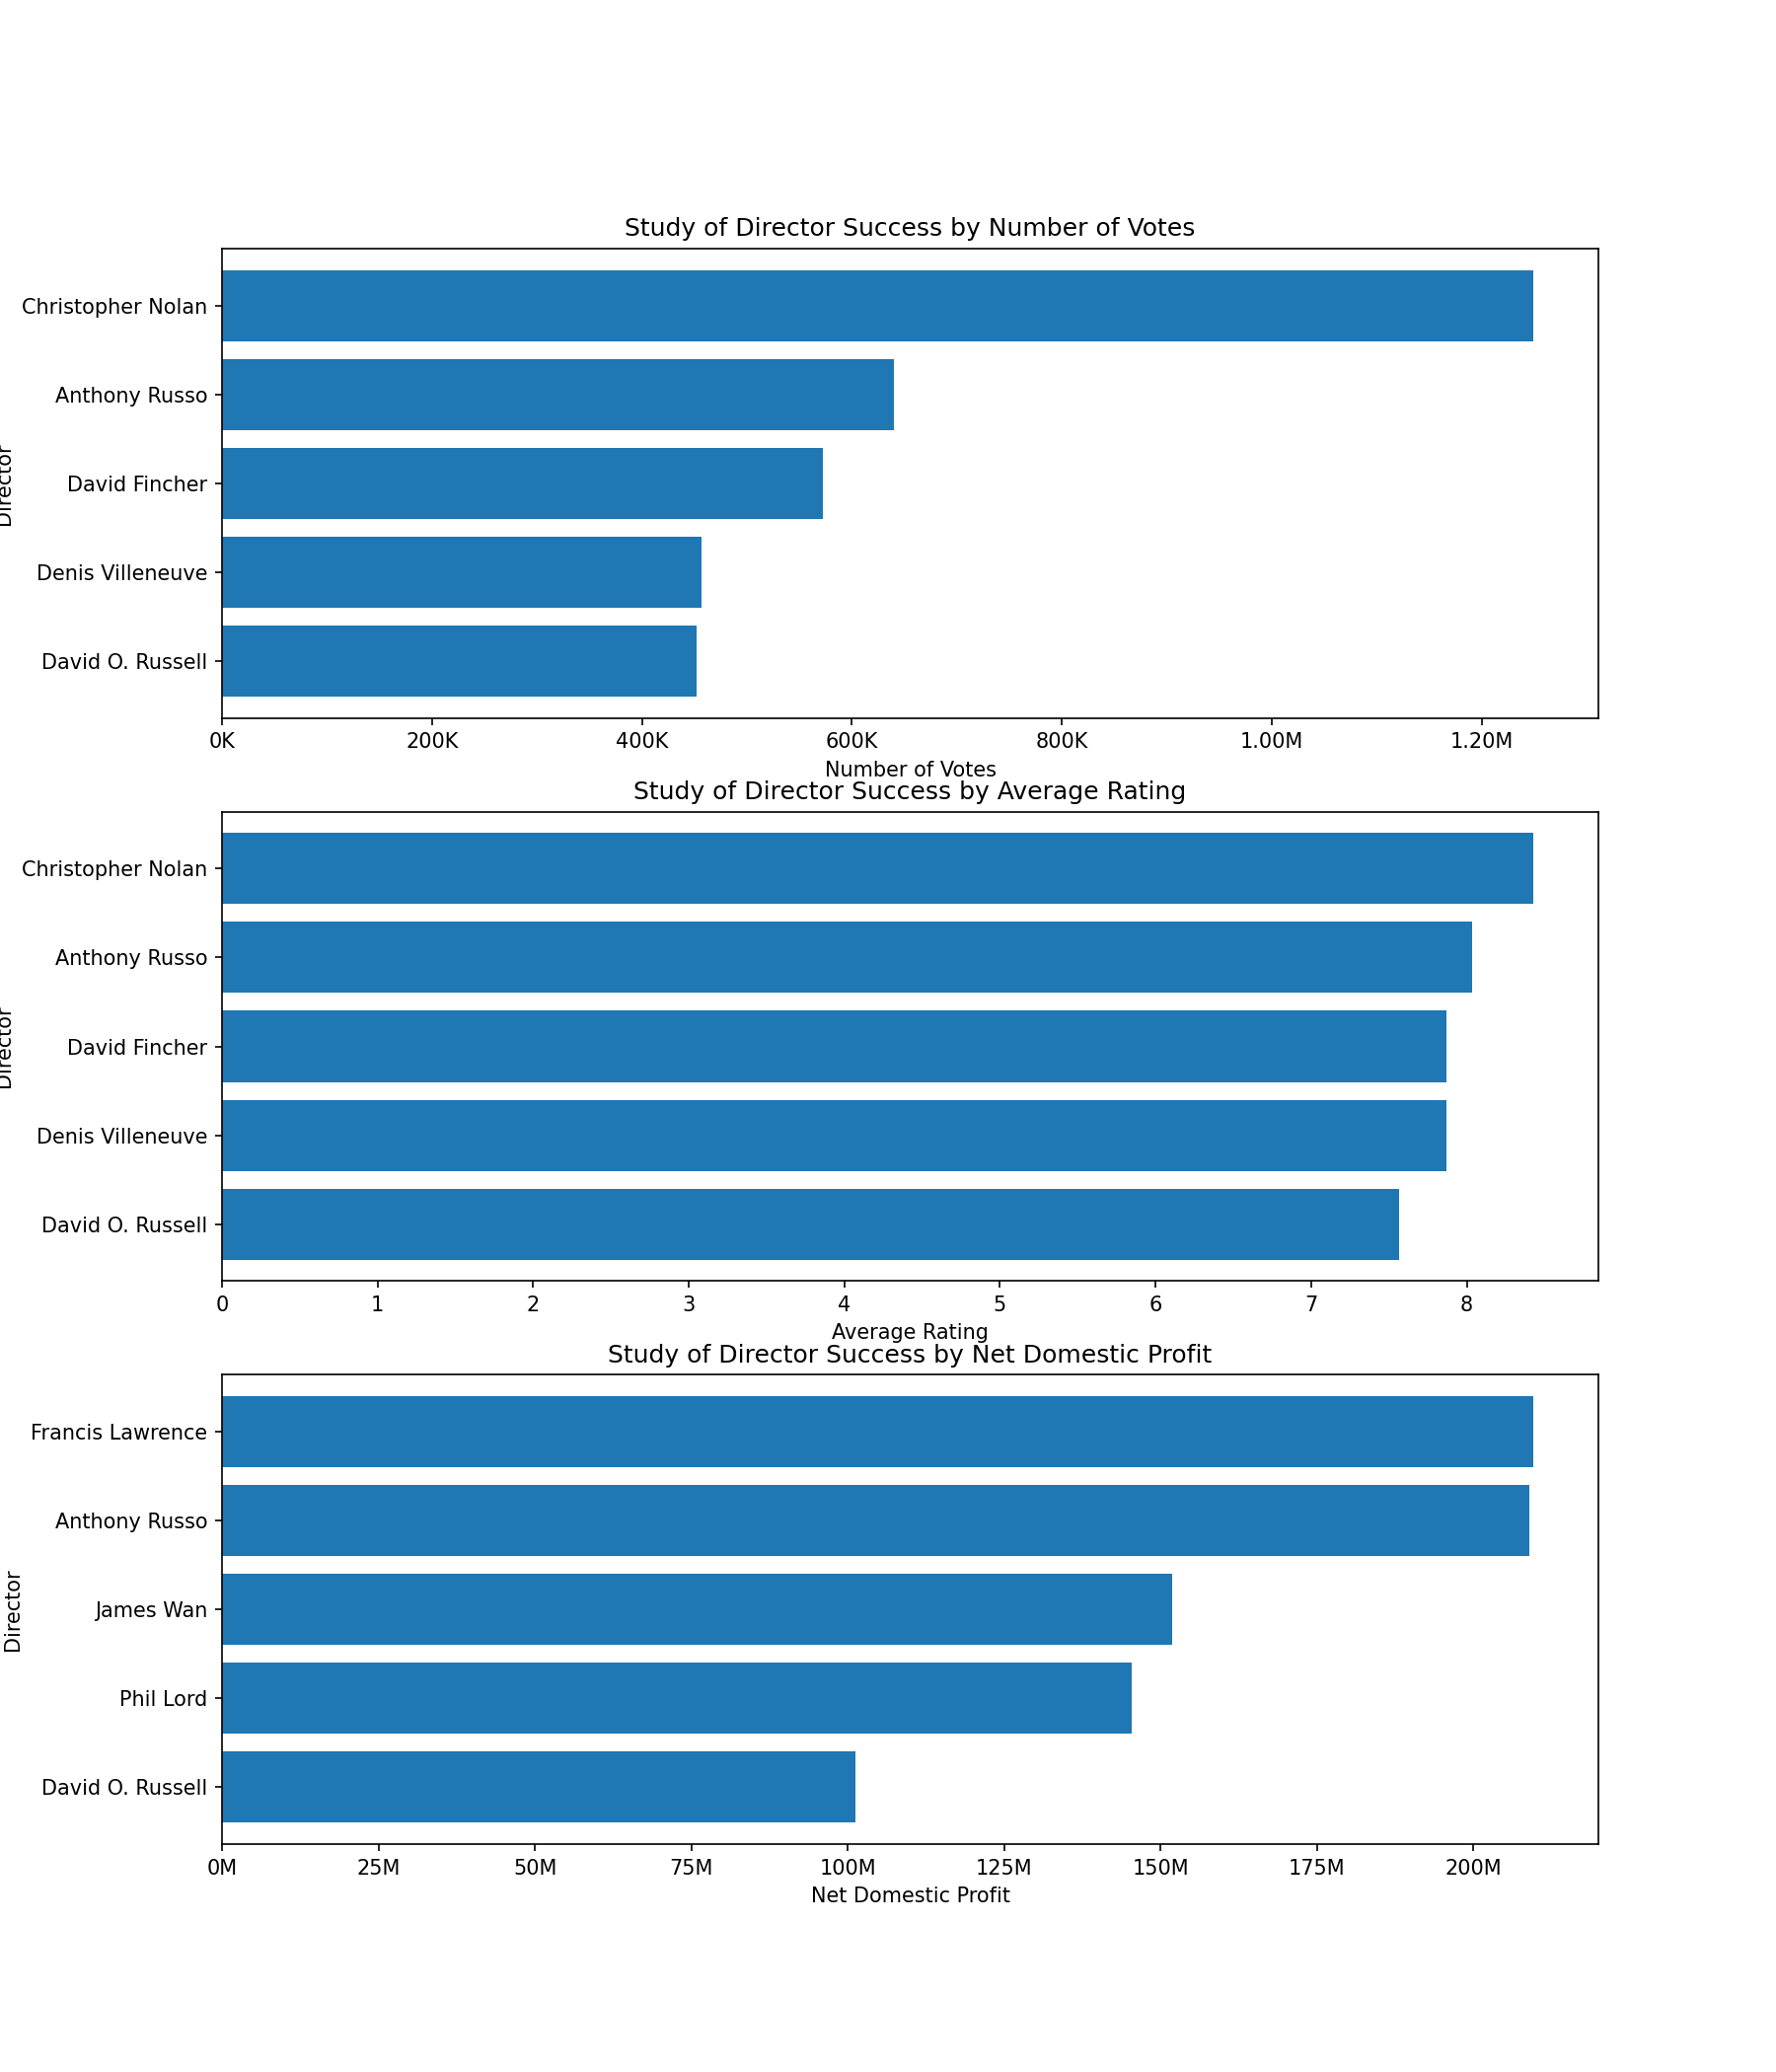 Study of Director Success by Number of Votes
Christopher Nolan
Anthony Russo
David Fincher
Denis Villeneuve
David O. Russell
Director
0K 200K 400K 600K 800K 1.00M 1.20M
Number of Votes
Study of Director Success by Average Rating
Christopher Nolan
Anthony Russo
David Fincher
Denis Villeneuve
David O. Russell
Director
0 1 2 3 4 5 6 7 8
Average Rating
Study of Director Success by Net Domestic Profit
Francis Lawrence
Anthony Russo
James Wan
Phil Lord
David O. Russell
Director
0M 25M 50M 75M 100M 125M 150M 175M 200M
Net Domestic Profit